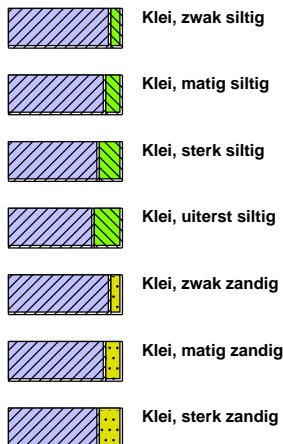 Klei, zwak siltig
Klei, matig siltig
Klei, sterk siltig
Klei, uiterst siltig
Klei, zwak zandig
Klei, matig zandig
Klei, sterk zandig